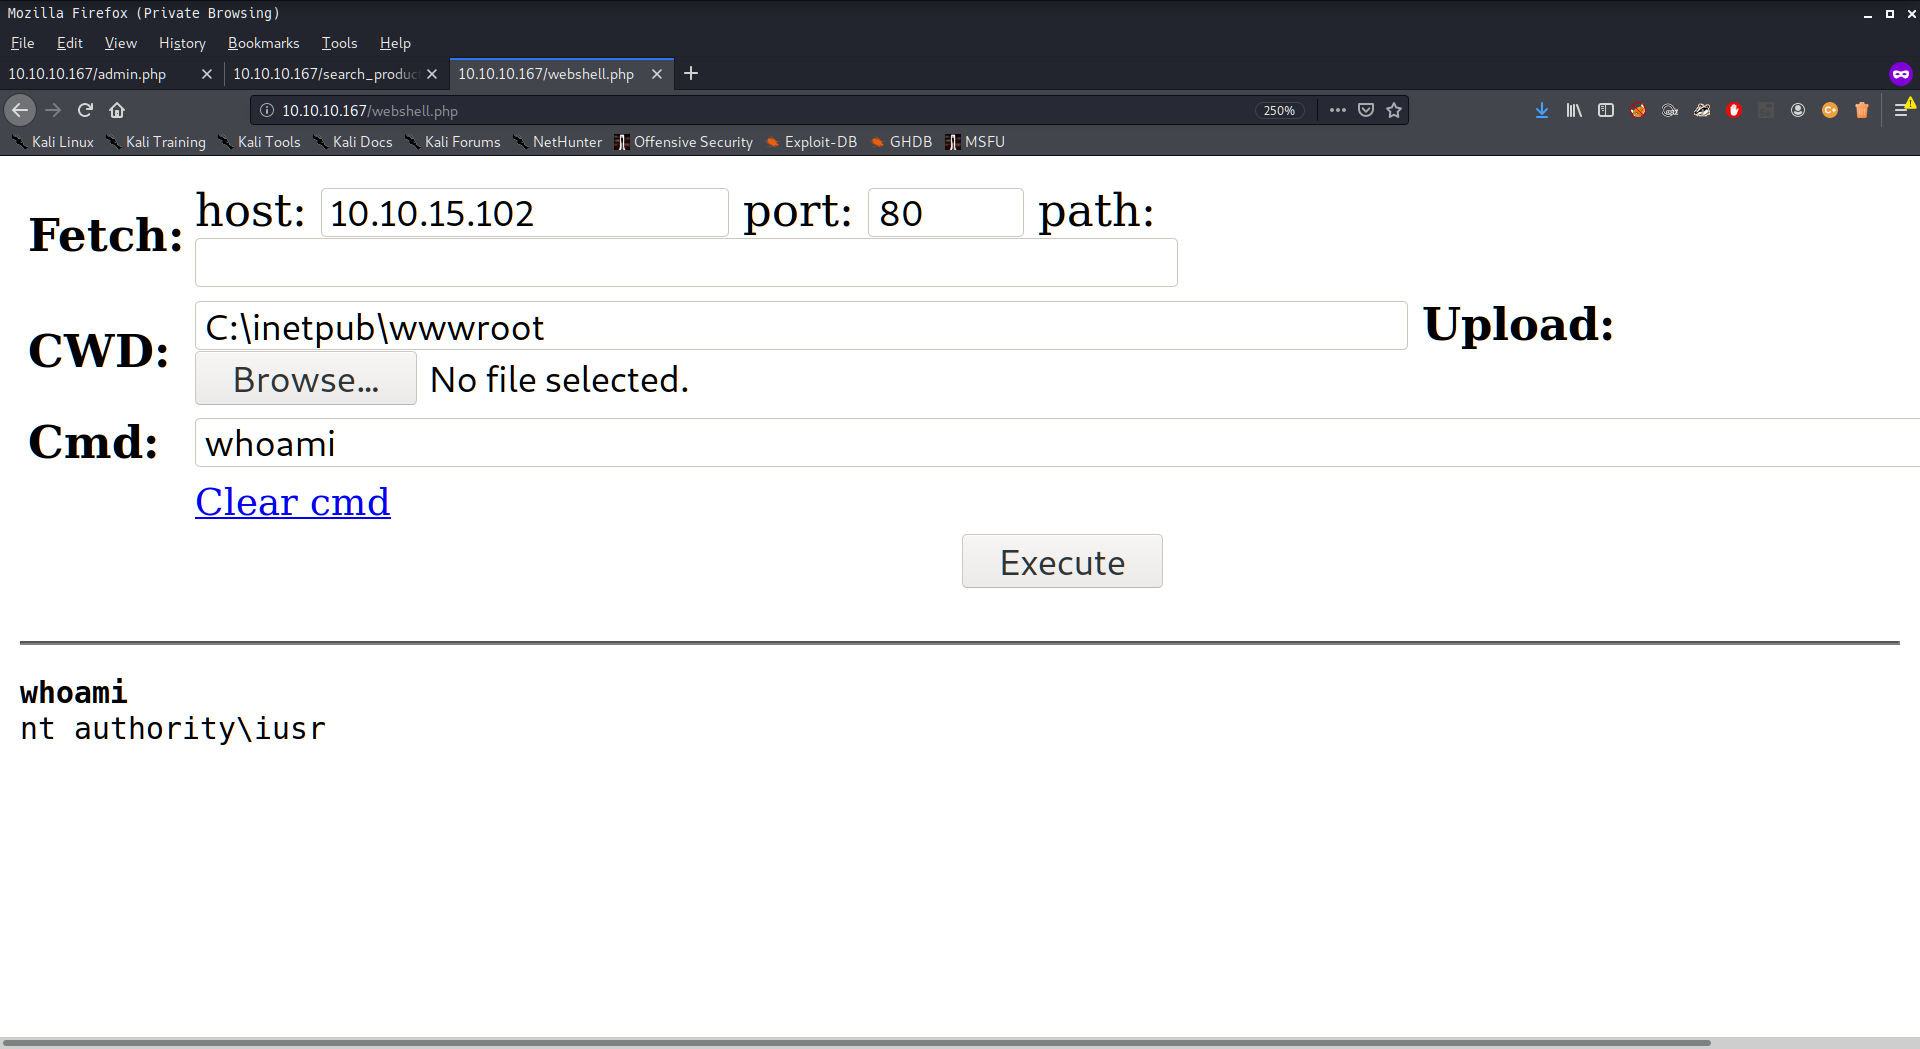 Mozilla Firefox (Private Browsing)
File Edit View History Bookmarks Tools Help
10.10.10.167/admin.php 10.10.10.167/search_produc 10.10.10.167/webshell.php
10.10.10.167/webshell.php 250%
Kali Linux Kali Training Kali Tools Kali Docs Kali Forums NetHunter Offensive Security Exploit-DB GHDB MSFU
Fetch: host: 10.10.15.102 port: 80 path:
CWD: C:\inetpub\wwwroot Upload:
Browse... No file selected.
Cmd: whoami
Clear cmd
Execute
whoami
nt authority\iusr